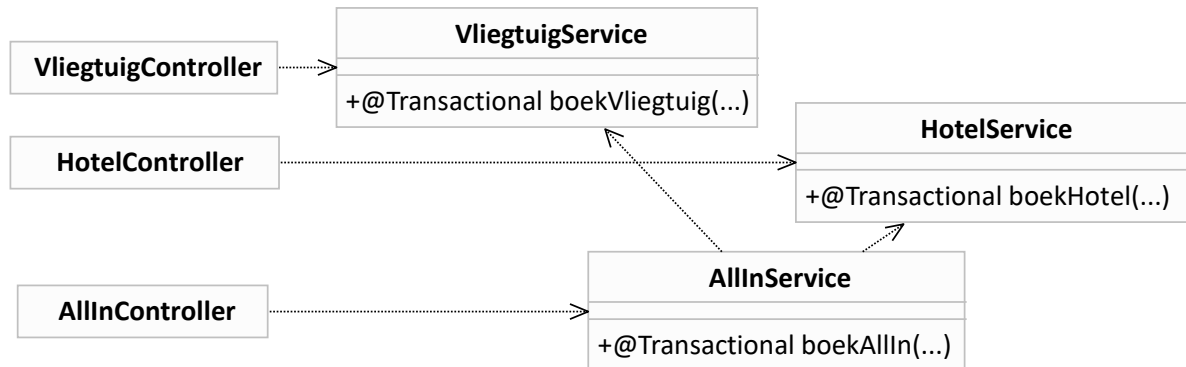 VliegtuigService
VliegtuigController
+@Transactional boekVliegtuig(...)
HotelService
HotelController
+@Transactional boekHotel(...)
AllInService
AllInController
+@Transactional boekAllIn(...)